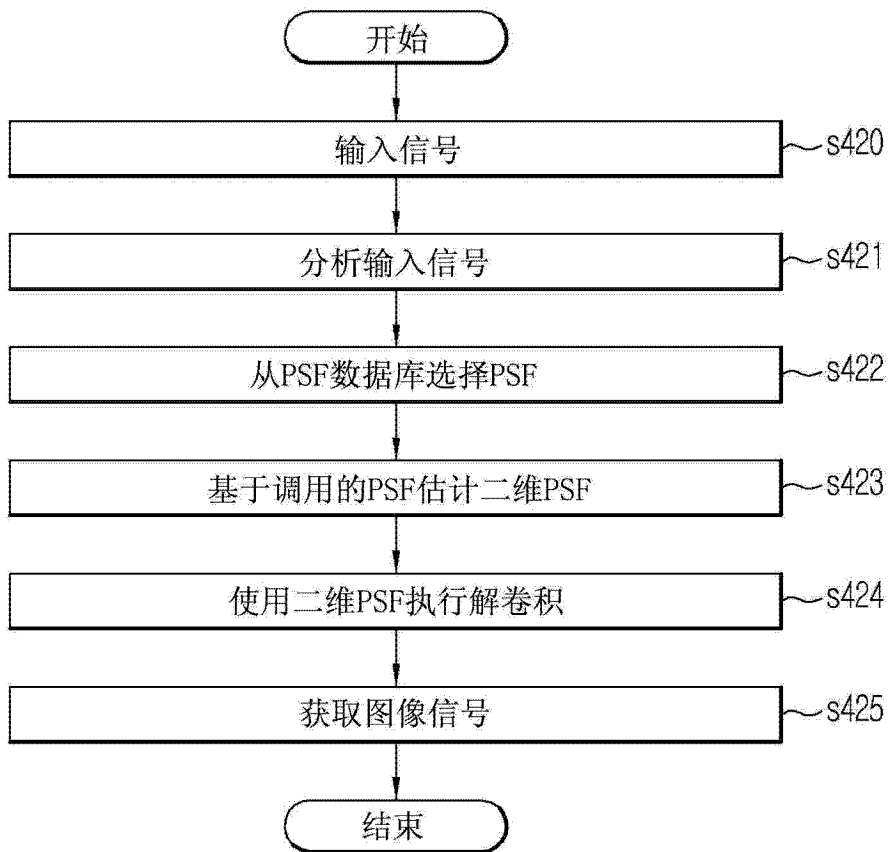 开始
输入信号 s420
分析输入信号 s421
从PSF数据库选择PSF s422
基于调用的PSF估计二维PSF s423
使用二维PSF执行解卷积 s424
获取图像信号 s425
结束